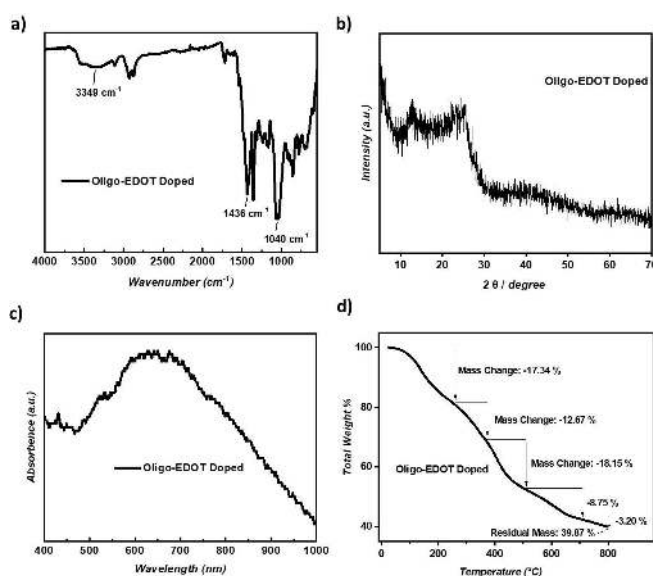 a)
3349 cm⁻¹
Oligo-EDOT Doped
1436 cm⁻¹
1040 cm⁻¹
4000 3500 3000 2500 2000 1500 1000
Wavenumber (cm⁻¹)
b)
Oligo-EDOT Doped
Intensity (a.u.)
10 20 30 40 50 60 70
2 θ / degree
c)
Absorbence (a.u.)
Oligo-EDOT Doped
400 500 600 700 800 900 1000
Wavelength (nm)
d)
Total Weight %
100
80
60
40
Mass Change: -17.34 %
Mass Change: -12.67 %
Mass Change: -18.15 %
Oligo-EDOT Doped
-8.75 %
-3.20 %
Residual Mass: 39.87 %
0 200 400 600 800
Temperature (°C)